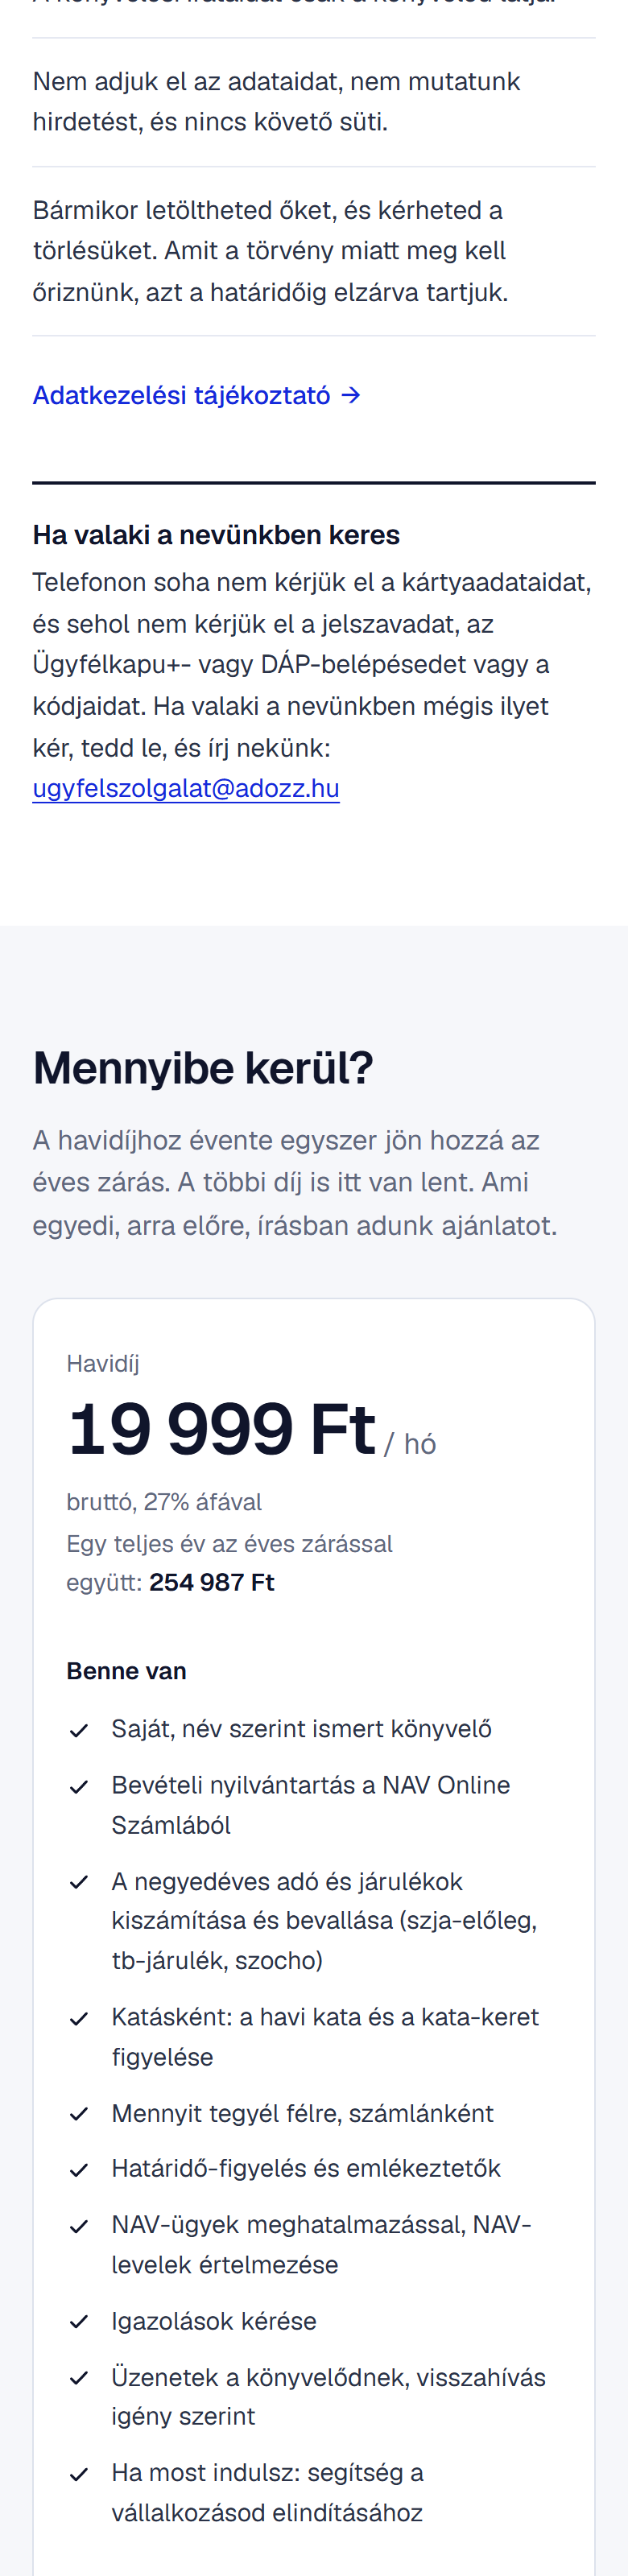 A könyvelési irataidat csak a könyvelőd látja.
Nem adjuk el az adataidat, nem mutatunk
hirdetést, és nincs követő süti.
Bármikor letöltheted őket, és kérheted a
törlésüket. Amit a törvény miatt meg kell
őriznünk, azt a határidőig elzárva tartjuk.
Adatkezelési tájékoztató →
Ha valaki a nevünkben keres
Telefonon soha nem kérjük el a kártyaadataidat,
és sehol nem kérjük el a jelszavadat, az
Ügyfélkapu+- vagy DÁP-belépésedet vagy a
kódjaidat. Ha valaki a nevünkben mégis ilyet
kér, tedd le, és írj nekünk:
ugyfelszolgalat@adozz.hu
Mennyibe kerül?
A havidíjhoz évente egyszer jön hozzá az
éves zárás. A többi díj is itt van lent. Ami
egyedi, arra előre, írásban adunk ajánlatot.
Havidíj
19 999 Ft / hó
bruttó, 27% áfával
Egy teljes év az éves zárással
együtt: 254 987 Ft
Benne van
Saját, név szerint ismert könyvelő
Bevételi nyilvántartás a NAV Online
Számlából
A negyedéves adó és járulékok
kiszámítása és bevallása (szja-előleg,
tb-járulék, szocho)
Katásként: a havi kata és a kata-keret
figyelése
Mennyit tegyél félre, számlánként
Határidő-figyelés és emlékeztetők
NAV-ügyek meghatalmazással, NAV-
levelek értelmezése
Igazolások kérése
Üzenetek a könyvelődnek, visszahívás
igény szerint
Ha most indulsz: segítség a
vállalkozásod elindításához